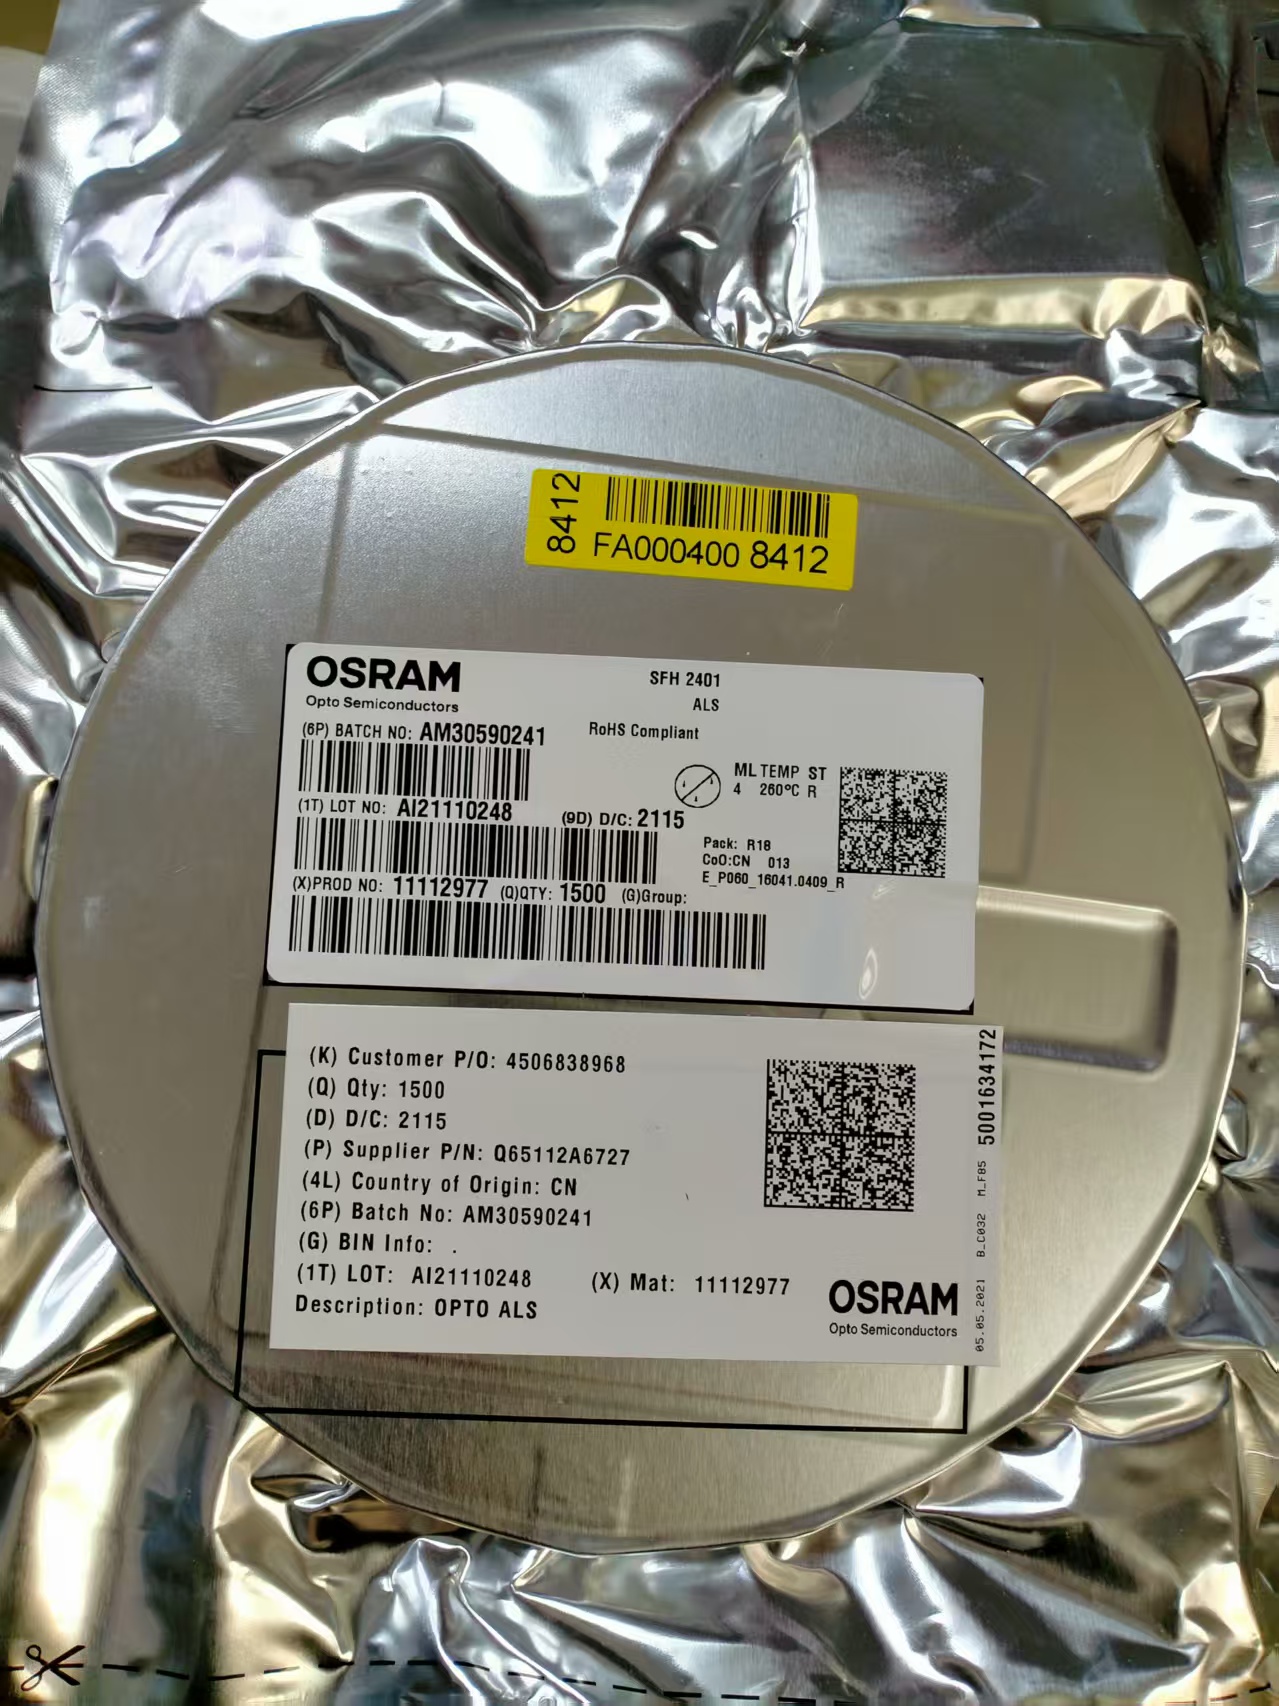 8412
FA000400 8412
OSRAM
Opto Semiconductors
SFH 2401
ALS
RoHS Compliant
(6P) BATCH NO: AM30590241
ML TEMP ST
4 260°C R
(1T) LOT NO: AI21110248 (9D) D/C: 2115
Pack: R18
CoO:CN 013
E_P060_16041.0409_R
(X)PROD NO: 11112977 (Q)QTY: 1500 (G)Group:
(K) Customer P/O: 4506838968
(Q) Qty: 1500
(D) D/C: 2115
(P) Supplier P/N: Q65112A6727
(4L) Country of Origin: CN
(6P) Batch No: AM30590241
(G) BIN Info: .
(1T) LOT: AI21110248 (X) Mat: 11112977
Description: OPTO ALS
OSRAM
Opto Semiconductors
05.05.2021 B_C032 M_F85 5001634172